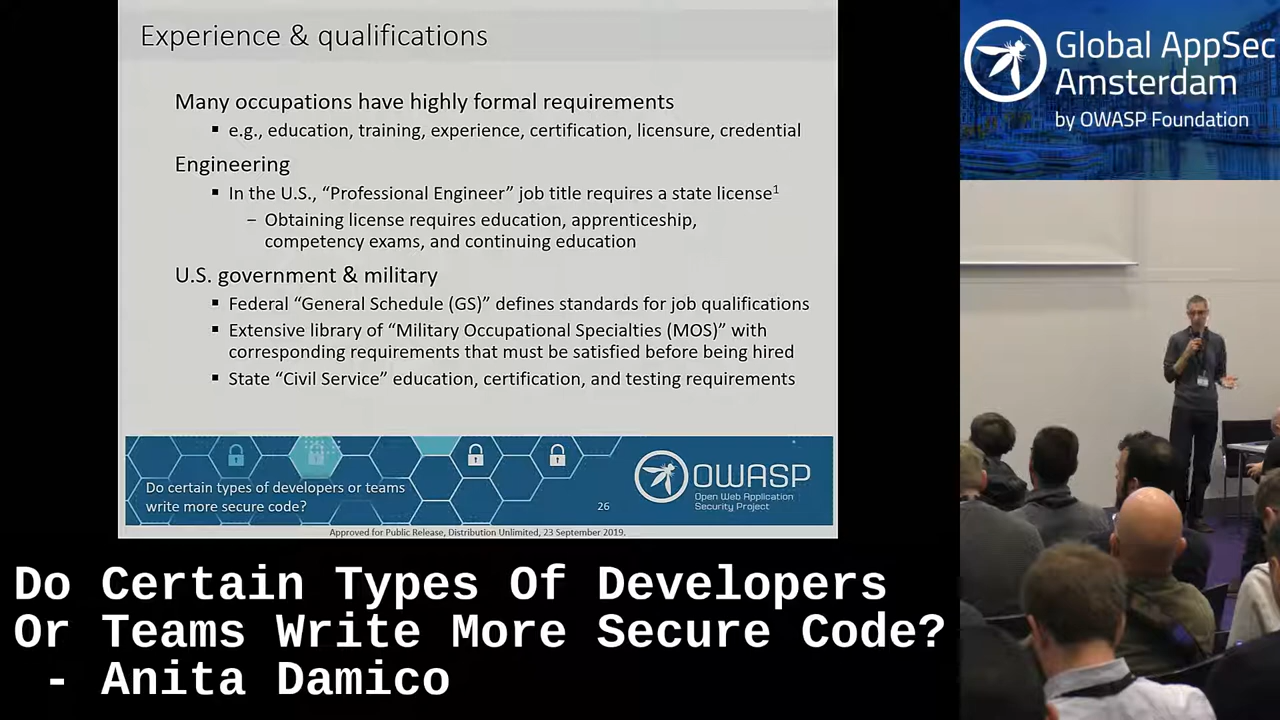 Experience & qualifications
Many occupations have highly formal requirements
▪ e.g., education, training, experience, certification, licensure, credential
Engineering
▪ In the U.S., “Professional Engineer” job title requires a state license¹
– Obtaining license requires education, apprenticeship,
competency exams, and continuing education
U.S. government & military
▪ Federal “General Schedule (GS)” defines standards for job qualifications
▪ Extensive library of “Military Occupational Specialties (MOS)” with
corresponding requirements that must be satisfied before being hired
▪ State “Civil Service” education, certification, and testing requirements
Do certain types of developers or teams
write more secure code?
26
OWASP
Open Web Application
Security Project
Approved for Public Release, Distribution Unlimited, 23 September 2019.
Global AppSec
Amsterdam
by OWASP Foundation
Do Certain Types Of Developers
Or Teams Write More Secure Code?
- Anita Damico